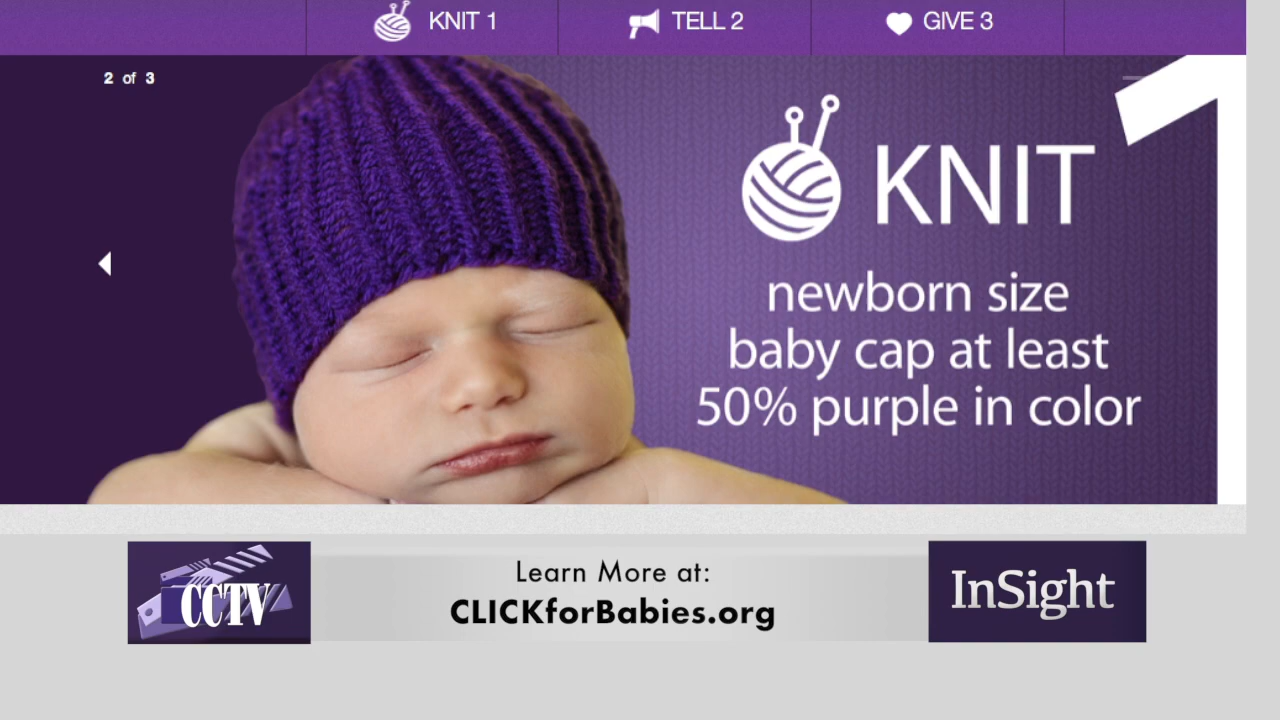 KNIT 1
TELL 2
GIVE 3
2 of 3
1
KNIT
newborn size
baby cap at least
50% purple in color
CCTV
Learn More at:
CLICKforBabies.org
InSight